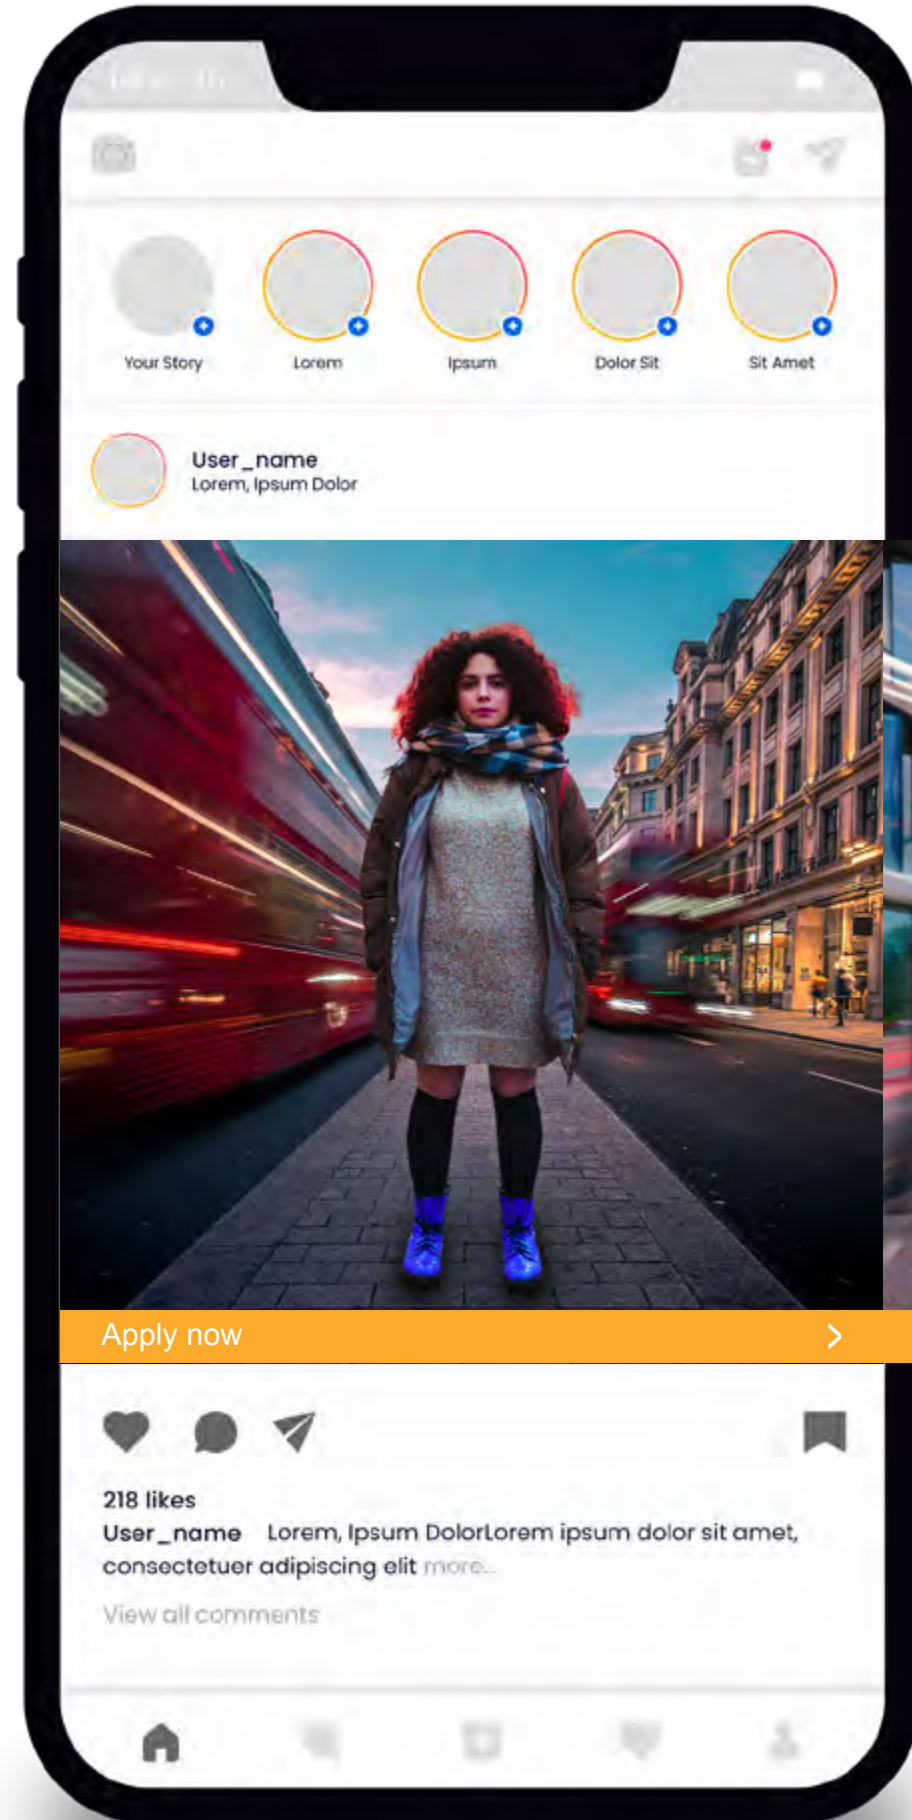 Your Story
Lorem
Ipsum
Dolor Sit
Sit Amet
User_name
Lorem, Ipsum Dolor
Apply now
218 likes
User_name Lorem, Ipsum DolorLorem ipsum dolor sit amet,
consectetuer adipiscing elit more...
View all comments